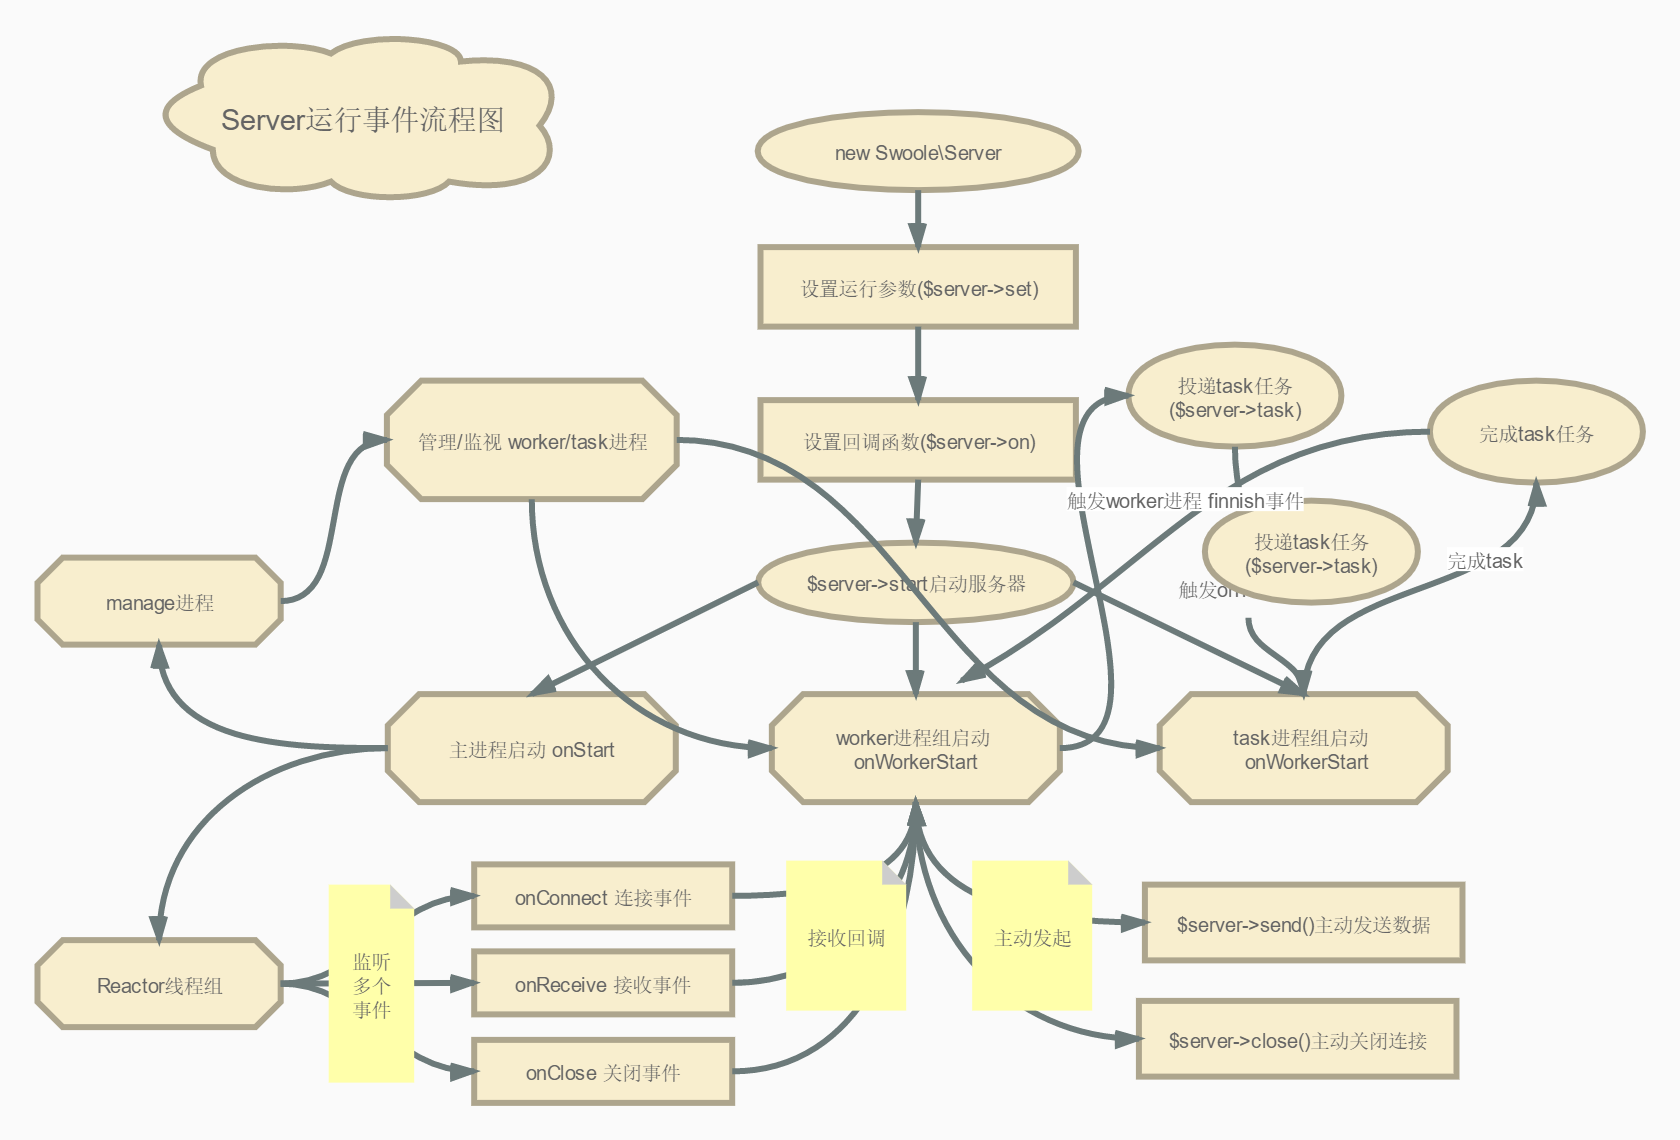 Server运行事件流程图
new Swoole\Server
设置运行参数($server->set)
设置回调函数($server->on)
投递task任务
($server->task)
完成task任务
管理/监视 worker/task进程
触发worker进程 finnish事件
投递task任务
($server->task)
完成task
触发on
$server->start启动服务器
manage进程
主进程启动 onStart
worker进程组启动
onWorkerStart
task进程组启动
onWorkerStart
Reactor线程组
监听
多个
事件
onConnect 连接事件
onReceive 接收事件
onClose 关闭事件
接收回调
主动发起
$server->send()主动发送数据
$server->close()主动关闭连接